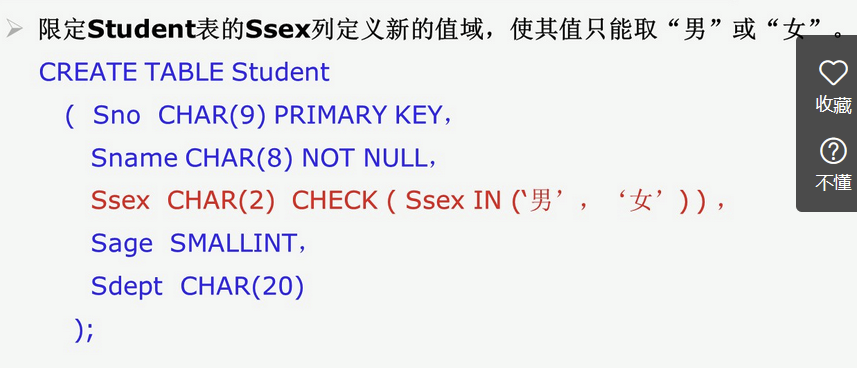 ➢ 限定Student表的Ssex列定义新的值域，使其值只能取“男”或“女”。
CREATE TABLE Student
( Sno CHAR(9) PRIMARY KEY，
Sname CHAR(8) NOT NULL，
Ssex CHAR(2) CHECK ( Ssex IN (‘男’，‘女’) ) ，
Sage SMALLINT，
Sdept CHAR(20)
);
收藏
不懂